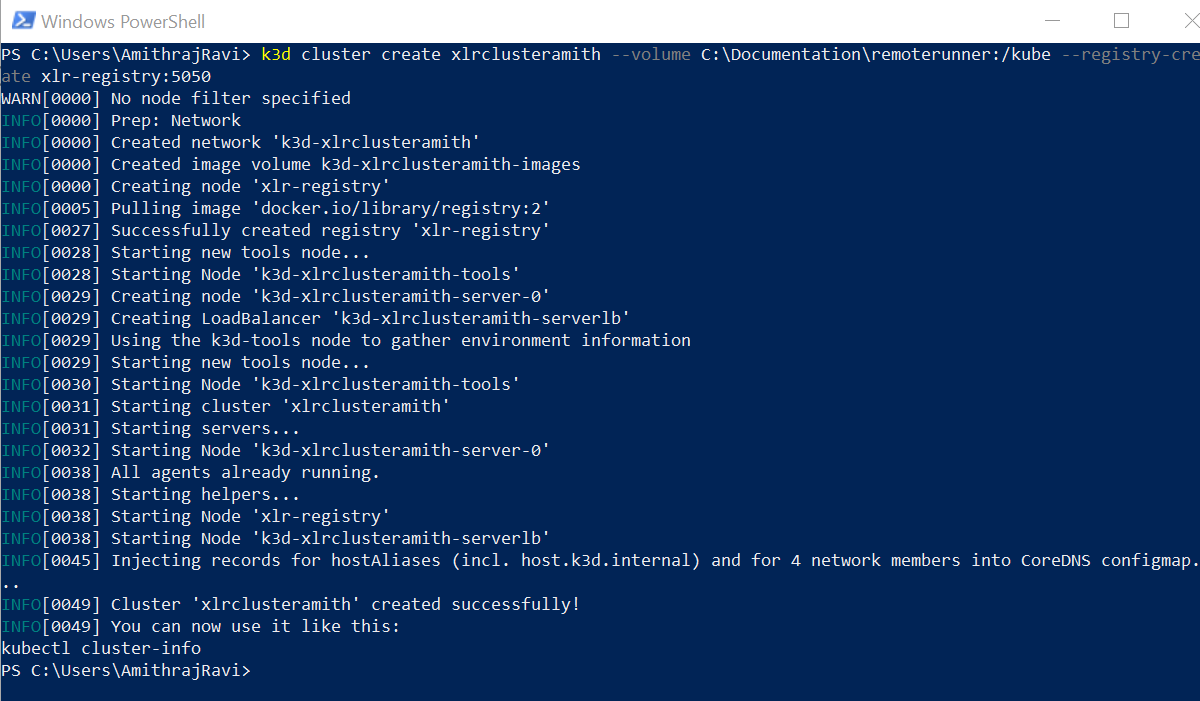 Windows PowerShell
PS C:\Users\AmithrajRavi> k3d cluster create xlrclusteramith --volume C:\Documentation\remoterunner:/kube --registry-cre
ate xlr-registry:5050
WARN[0000] No node filter specified
INFO[0000] Prep: Network
INFO[0000] Created network 'k3d-xlrclusteramith'
INFO[0000] Created image volume k3d-xlrclusteramith-images
INFO[0000] Creating node 'xlr-registry'
INFO[0005] Pulling image 'docker.io/library/registry:2'
INFO[0027] Successfully created registry 'xlr-registry'
INFO[0028] Starting new tools node...
INFO[0028] Starting Node 'k3d-xlrclusteramith-tools'
INFO[0029] Creating node 'k3d-xlrclusteramith-server-0'
INFO[0029] Creating LoadBalancer 'k3d-xlrclusteramith-serverlb'
INFO[0029] Using the k3d-tools node to gather environment information
INFO[0029] Starting new tools node...
INFO[0030] Starting Node 'k3d-xlrclusteramith-tools'
INFO[0031] Starting cluster 'xlrclusteramith'
INFO[0031] Starting servers...
INFO[0032] Starting Node 'k3d-xlrclusteramith-server-0'
INFO[0038] All agents already running.
INFO[0038] Starting helpers...
INFO[0038] Starting Node 'xlr-registry'
INFO[0038] Starting Node 'k3d-xlrclusteramith-serverlb'
INFO[0045] Injecting records for hostAliases (incl. host.k3d.internal) and for 4 network members into CoreDNS configmap.
..
INFO[0049] Cluster 'xlrclusteramith' created successfully!
INFO[0049] You can now use it like this:
kubectl cluster-info
PS C:\Users\AmithrajRavi>